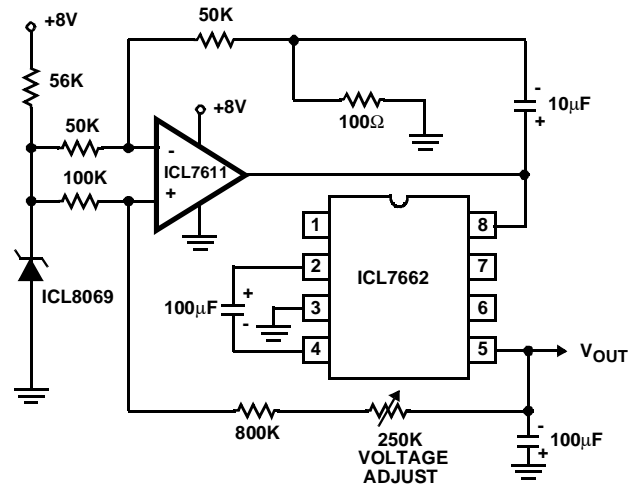 +8V
50K
56K
+8V
-
10μF
+
100Ω
50K
-
ICL7611
100K
+
1
8
2
ICL7662
7
ICL8069
100μF
+
-
3
6
4
5
VOUT
800K
250K
VOLTAGE
ADJUST
-
100μF
+